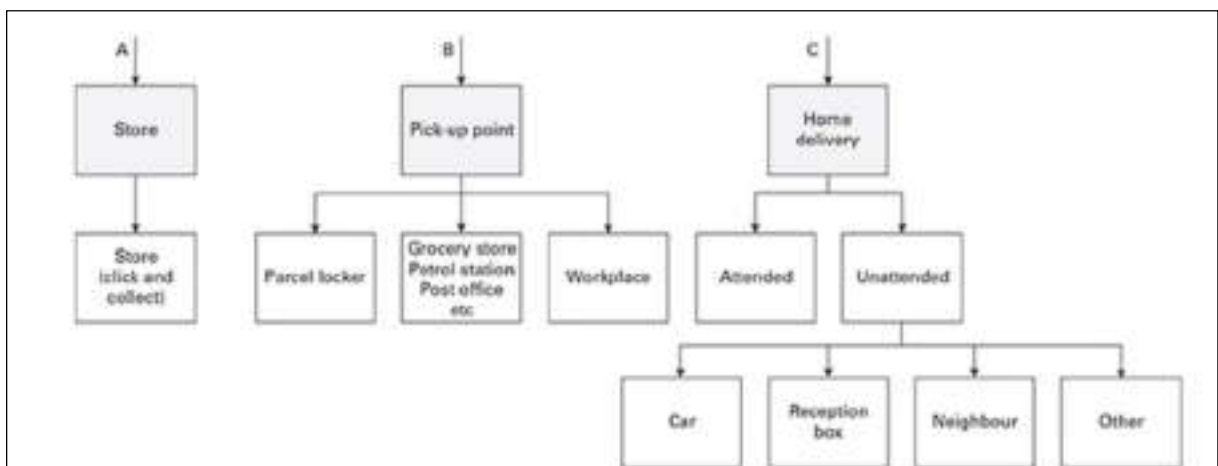 A
B
C
Store
Pick-up point
Home
delivery
Store
(click and
collect)
Parcel locker
Grocery store
Petrol station
Post office
etc
Workplace
Attended
Unattended
Car
Reception
box
Neighbour
Other